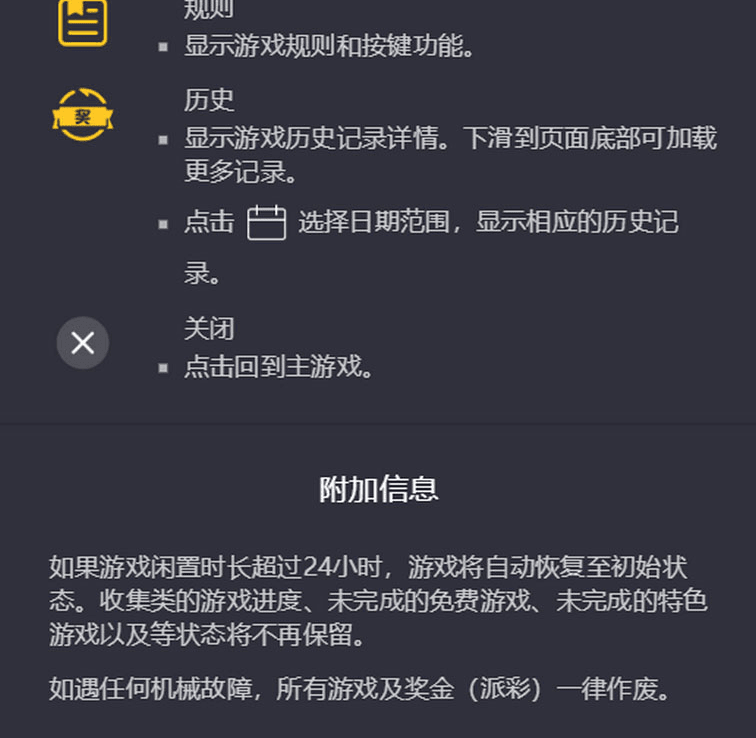 规则
▪ 显示游戏规则和按键功能。
奖
历史
▪ 显示游戏历史记录详情。下滑到页面底部可加载
更多记录。
▪ 点击 选择日期范围，显示相应的历史记
录。
关闭
▪ 点击回到主游戏。
附加信息
如果游戏闲置时长超过24小时，游戏将自动恢复至初始状
态。收集类的游戏进度、未完成的免费游戏、未完成的特色
游戏以及等状态将不再保留。
如遇任何机械故障，所有游戏及奖金（派彩）一律作废。